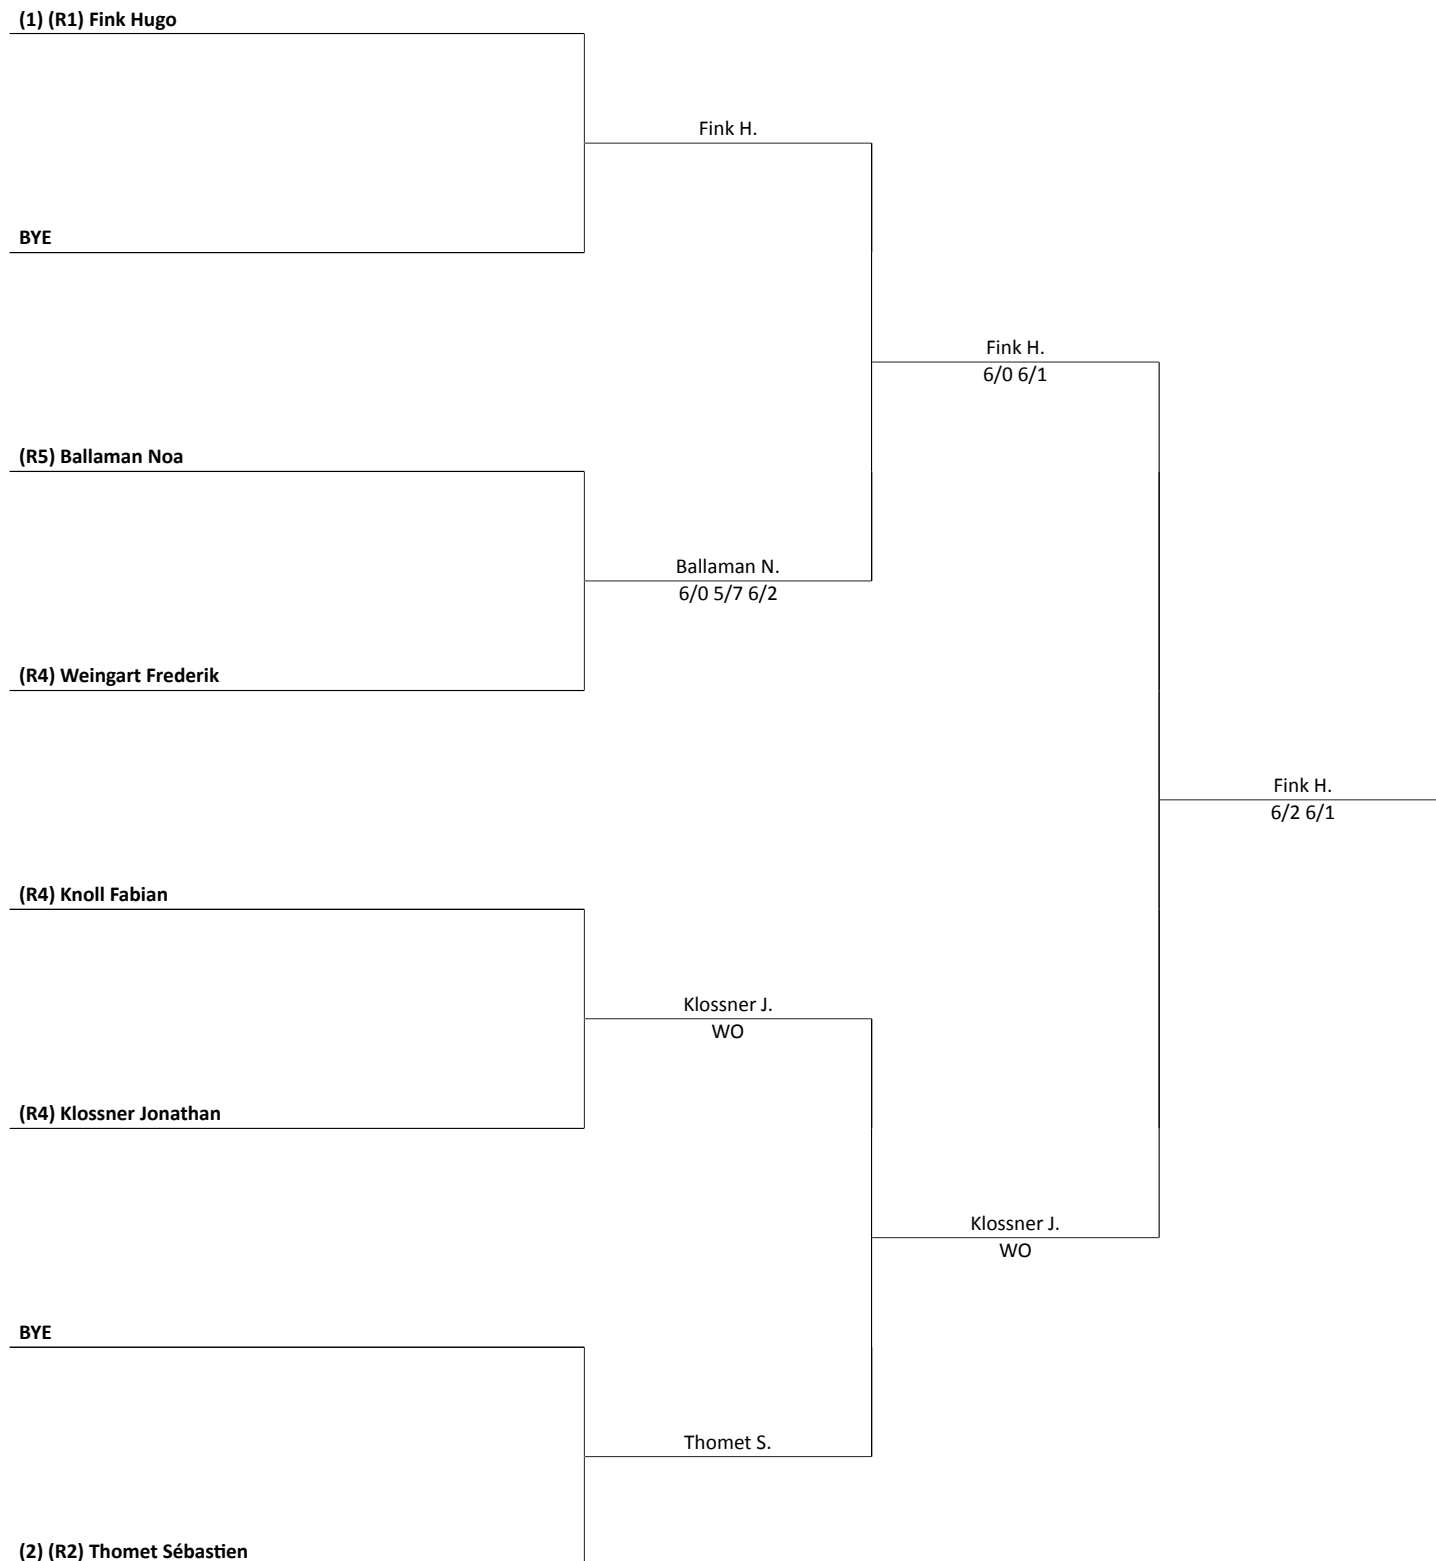 (1) (R1) Fink Hugo
Fink H.
BYE
Fink H.
6/0 6/1
(R5) Ballaman Noa
Ballaman N.
6/0 5/7 6/2
(R4) Weingart Frederik
Fink H.
6/2 6/1
(R4) Knoll Fabian
Klossner J.
WO
(R4) Klossner Jonathan
Klossner J.
WO
BYE
Thomet S.
(2) (R2) Thomet Sébastien